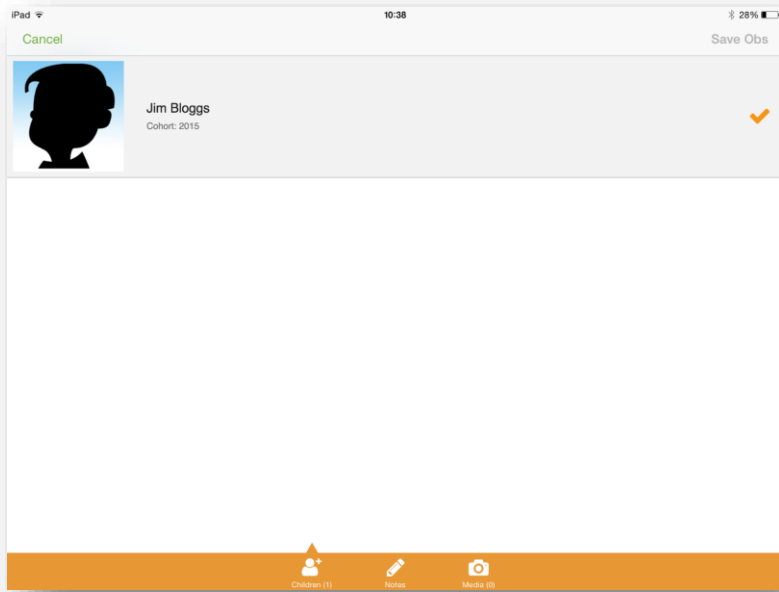 iPad 10:38 28%
Cancel Save Obs
Jim Bloggs
Cohort: 2015
Children (1) Notes Media (0)